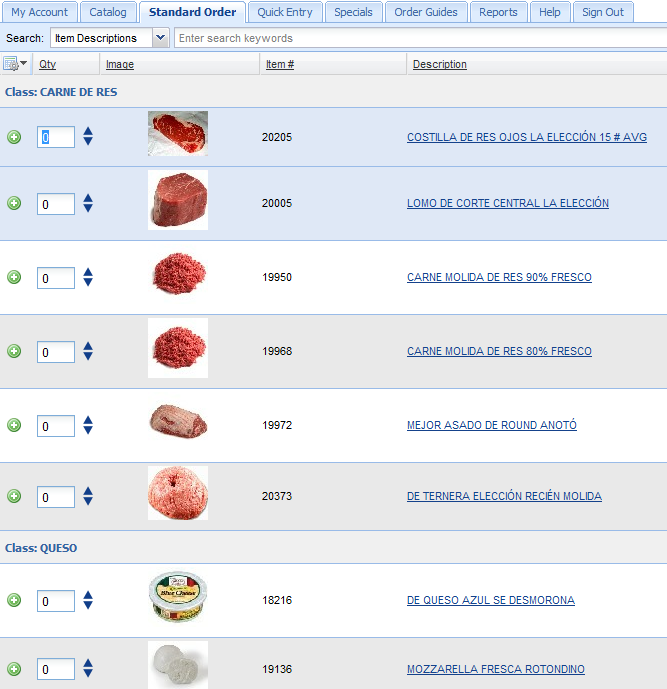 My Account Catalog Standard Order Quick Entry Specials Order Guides Reports Help Sign Out
Search: Item Descriptions Enter search keywords
Qty Image Item # Description
Class: CARNE DE RES
0 20205 COSTILLA DE RES OJOS LA ELECCIÓN 15 # AVG
0 20005 LOMO DE CORTE CENTRAL LA ELECCIÓN
0 19950 CARNE MOLIDA DE RES 90% FRESCO
0 19968 CARNE MOLIDA DE RES 80% FRESCO
0 19972 MEJOR ASADO DE ROUND ANOTÓ
0 20373 DE TERNERA ELECCIÓN RECIÉN MOLIDA
Class: QUESO
0 Blue Cheese 18216 DE QUESO AZUL SE DESMORONA
0 19136 MOZZARELLA FRESCA ROTONDINO